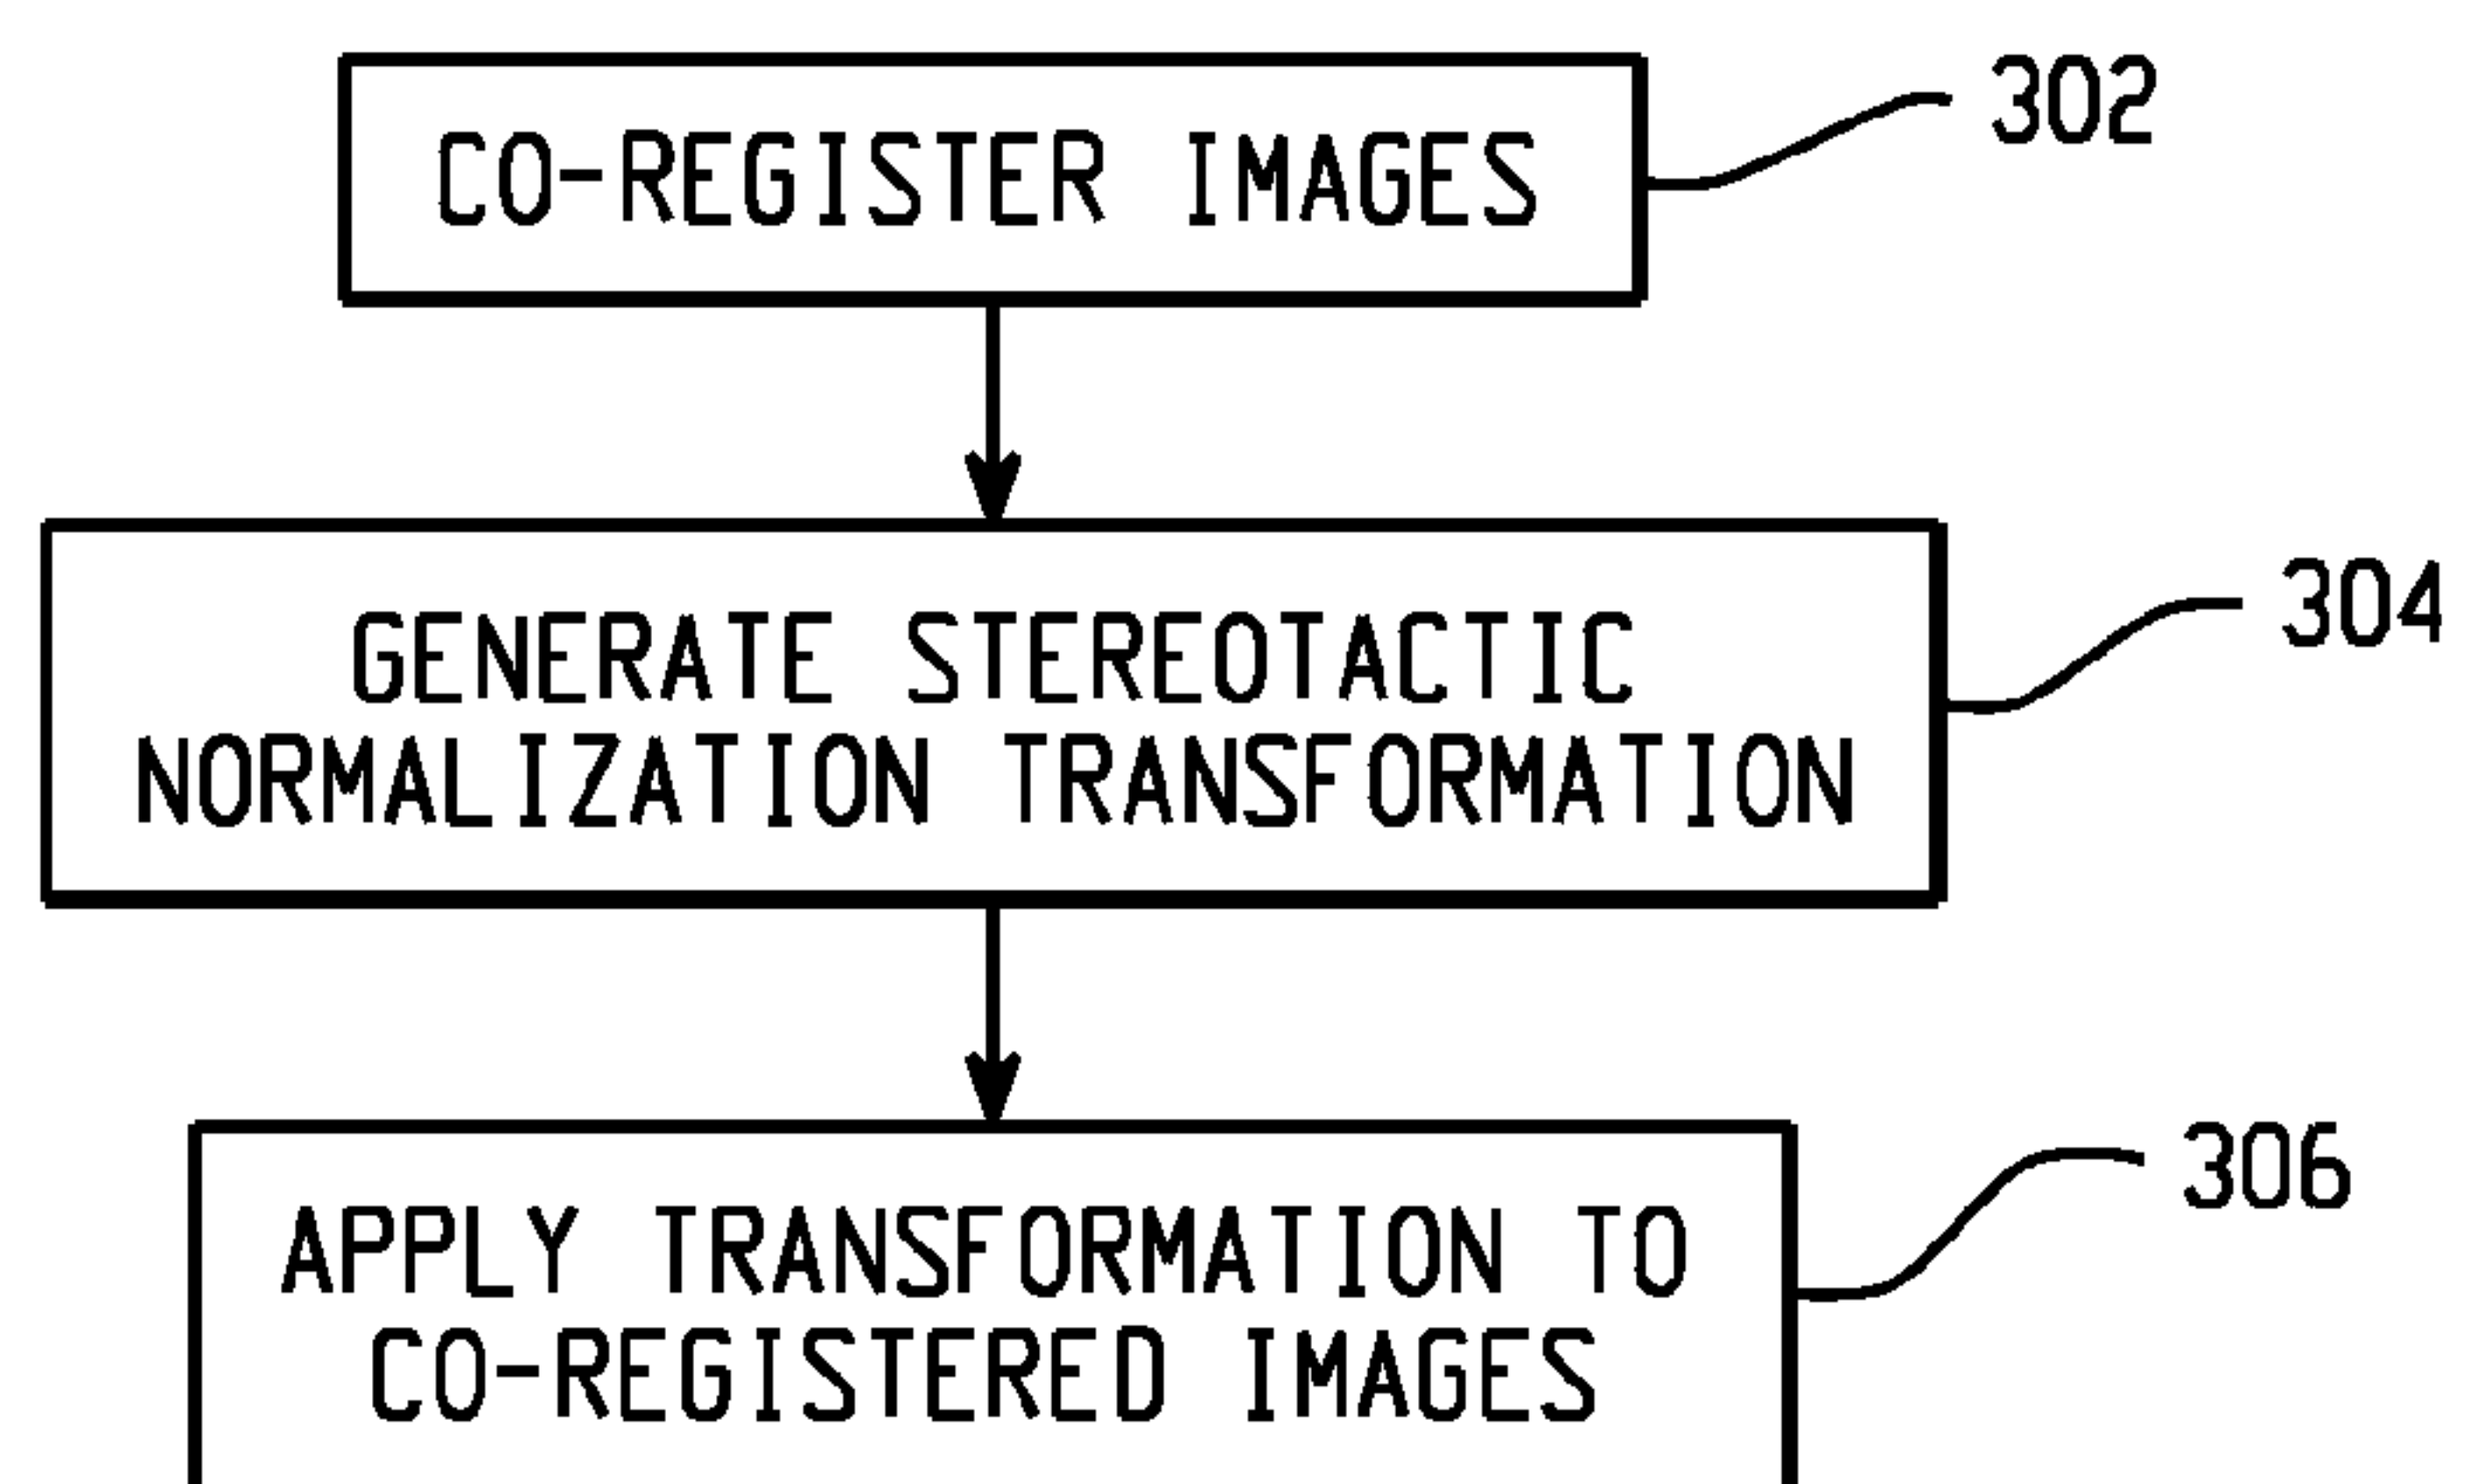 CO-REGISTER IMAGES
302
GENERATE STEREOTACTIC
NORMALIZATION TRANSFORMATION
304
APPLY TRANSFORMATION TO
CO-REGISTERED IMAGES
306